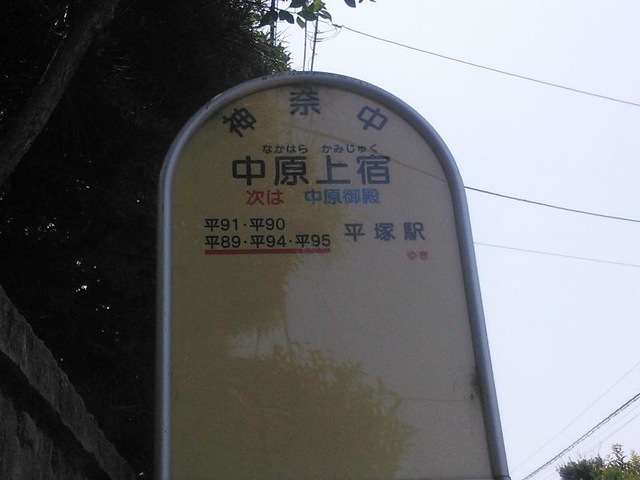 神奈中
なかはら かみじゅく
中原上宿
次は 中原御殿
平91・平90
平89・平94・平95 平塚駅
ゆき